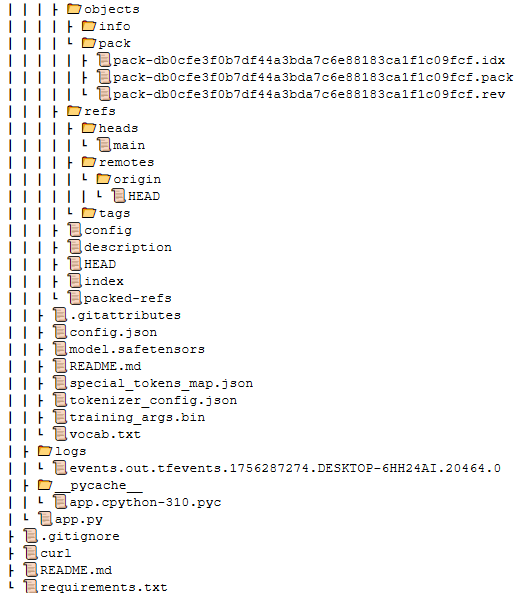 objects
info
pack
pack-db0cfe3f0b7df44a3bda7c6e88183ca1f1c09fcf.idx
pack-db0cfe3f0b7df44a3bda7c6e88183ca1f1c09fcf.pack
pack-db0cfe3f0b7df44a3bda7c6e88183ca1f1c09fcf.rev
refs
heads
main
remotes
origin
HEAD
tags
config
description
HEAD
index
packed-refs
.gitattributes
config.json
model.safetensors
README.md
special_tokens_map.json
tokenizer_config.json
training_args.bin
vocab.txt
logs
events.out.tfevents.1756287274.DESKTOP-6HH24AI.20464.0
__pycache__
app.cpython-310.pyc
app.py
.gitignore
curl
README.md
requirements.txt